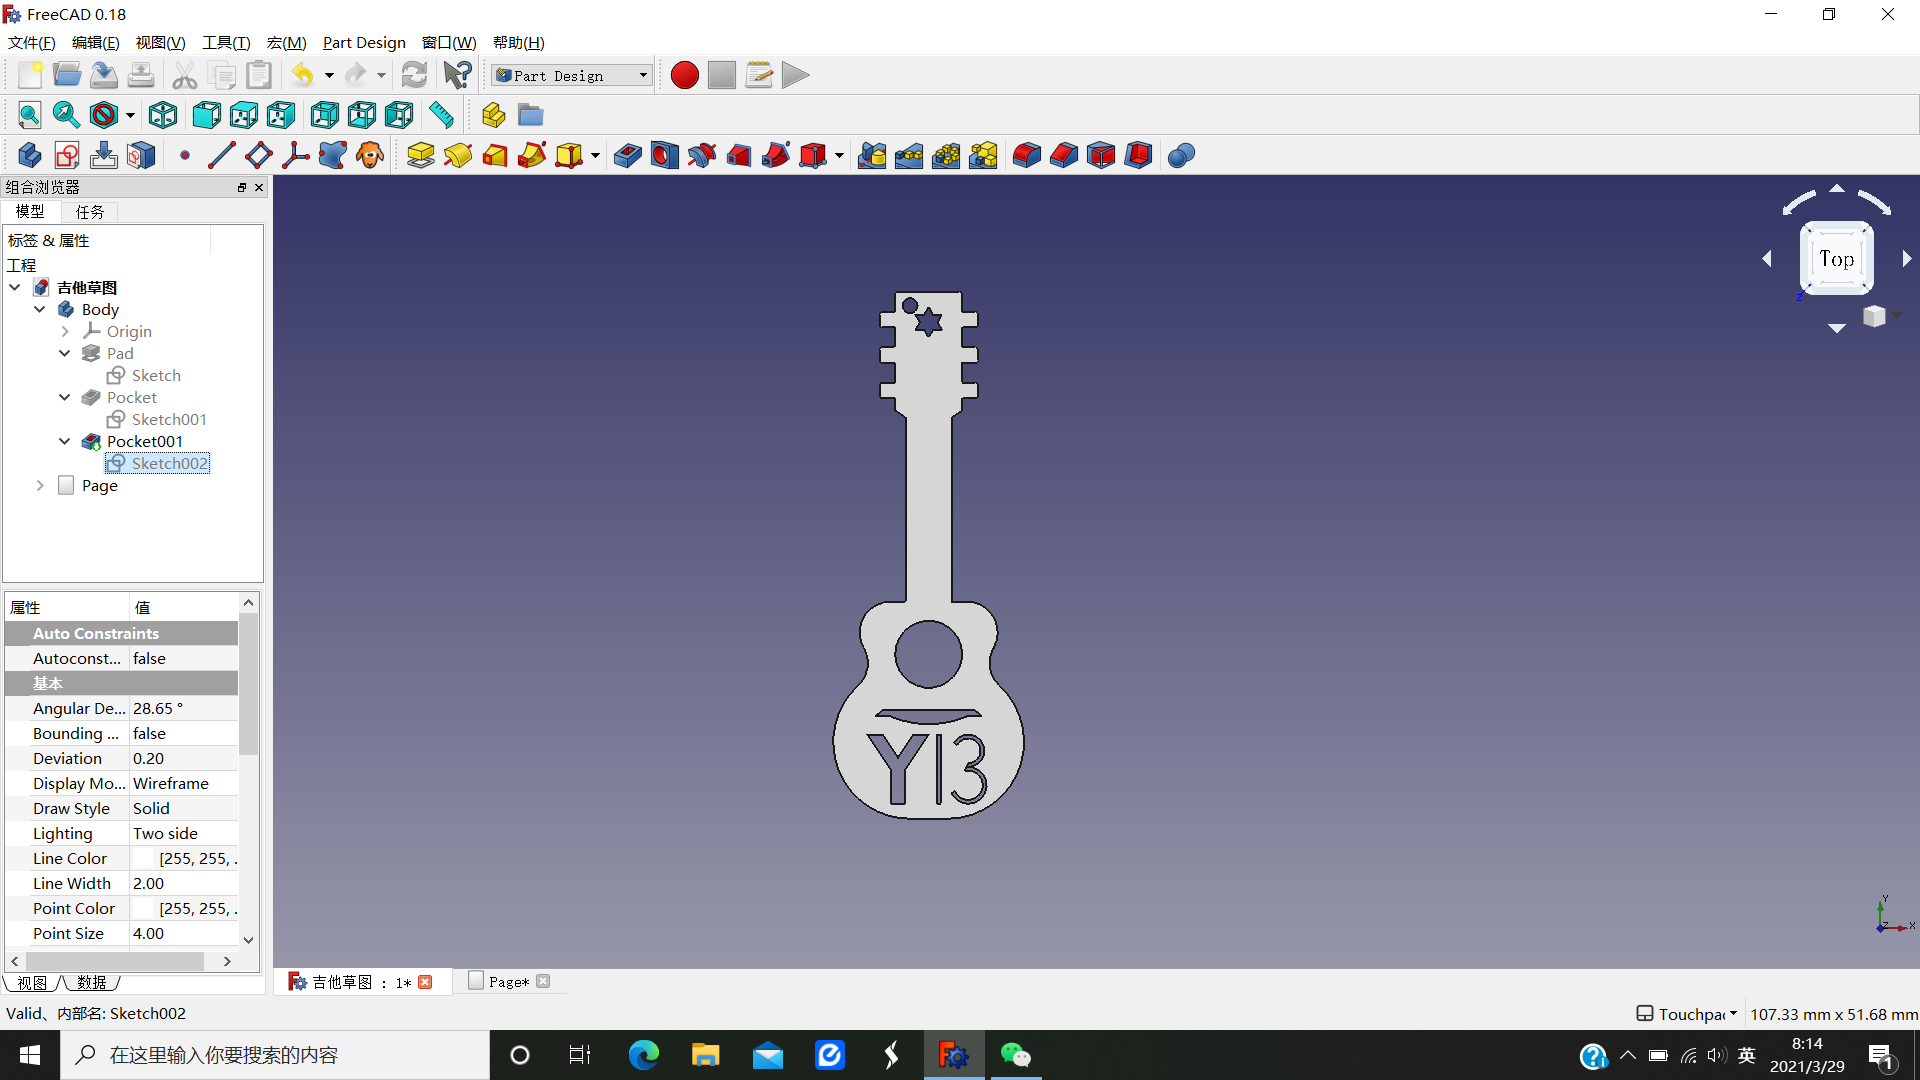 FreeCAD 0.18
文件(F) 编辑(E) 视图(V) 工具(T) 宏(M) Part Design 窗口(W) 帮助(H)
Part Design
组合浏览器
模型 任务
标签 & 属性
工程
吉他草图
Body
Origin
Pad
Sketch
Pocket
Sketch001
Pocket001
Sketch002
Page
属性 值
Auto Constraints
Autoconst... false
基本
Angular De... 28.65 °
Bounding ... false
Deviation 0.20
Display Mo... Wireframe
Draw Style Solid
Lighting Two side
Line Color [255, 255, .
Line Width 2.00
Point Color [255, 255, .
Point Size 4.00
视图 数据
Top
Z
Y13
Y
Z
X
吉他草图 : 1*
Page*
Valid、内部名: Sketch002
Touchpa
107.33 mm x 51.68 mm
在这里输入你要搜索的内容
英
8:14
2021/3/29
1